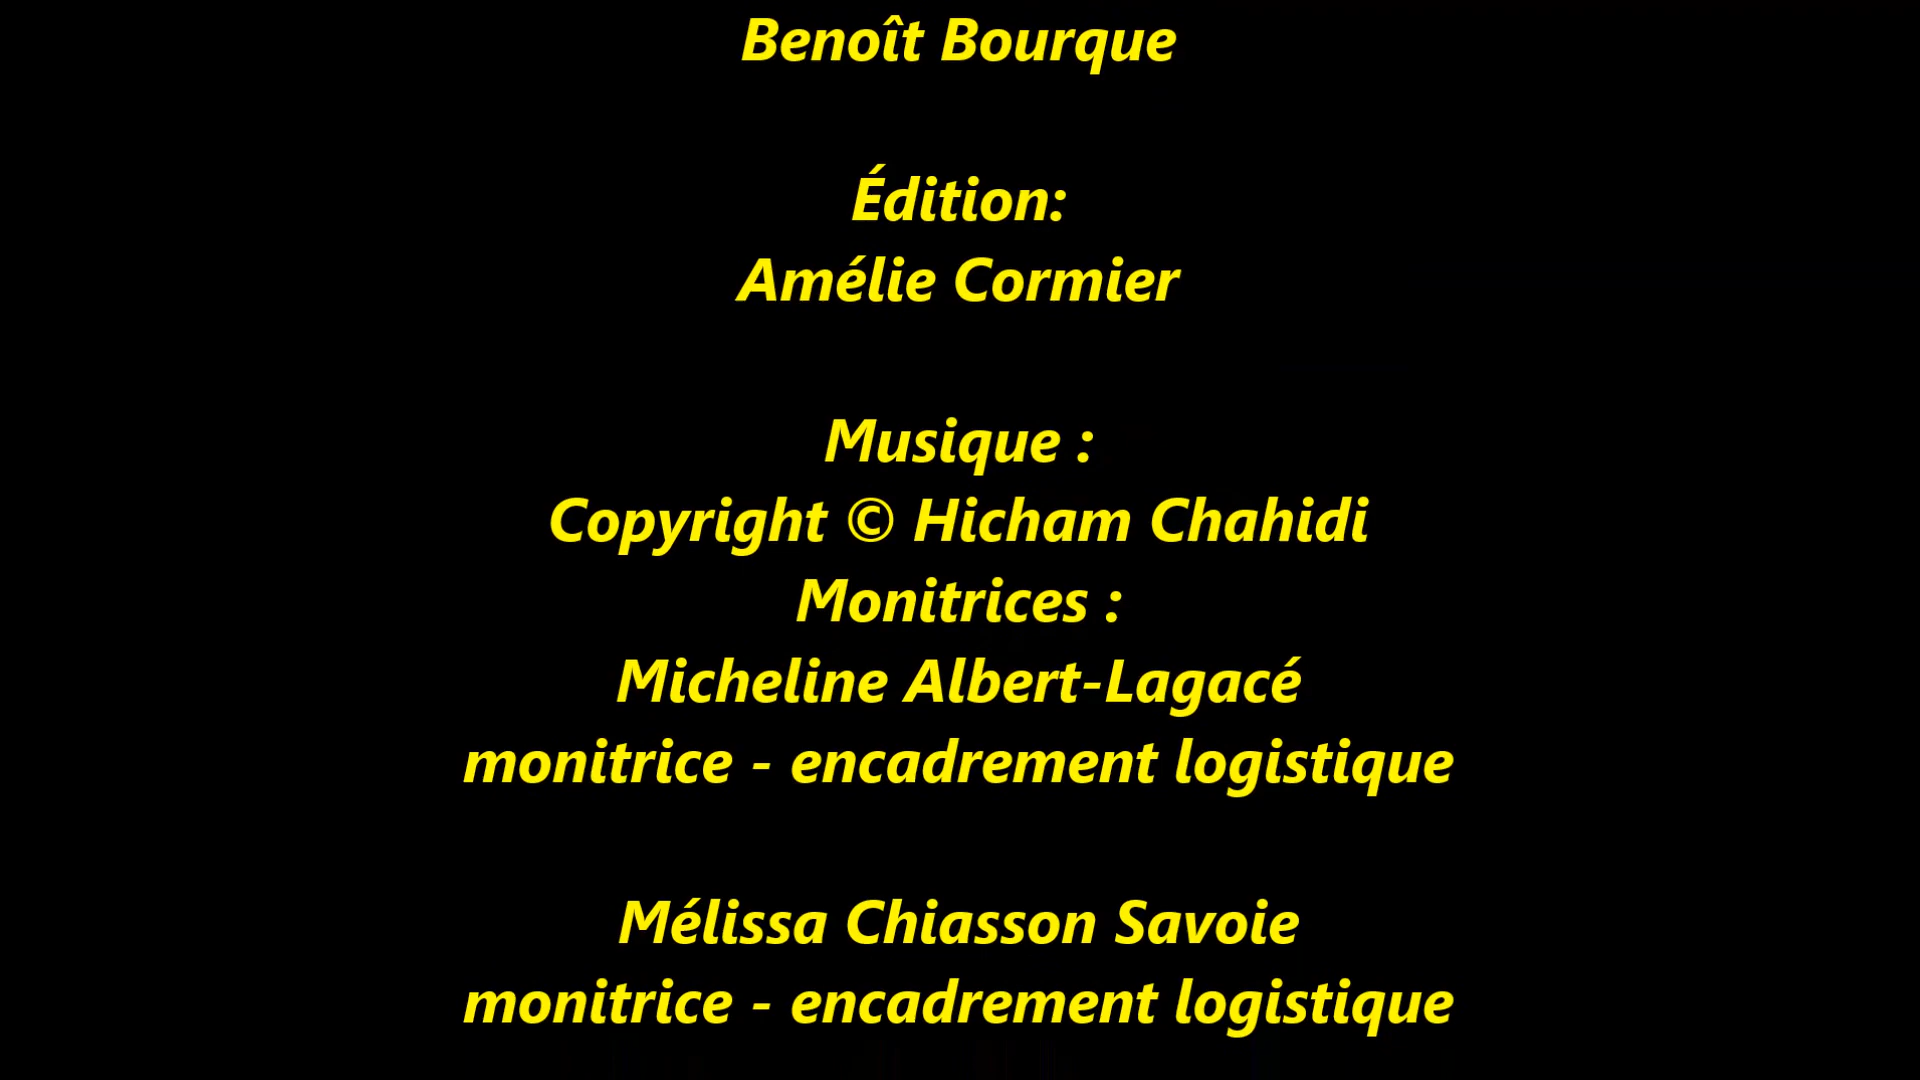 Benoît Bourque
Édition:
Amélie Cormier
Musique :
Copyright © Hicham Chahidi
Monitrices :
Micheline Albert-Lagacé
monitrice - encadrement logistique
Mélissa Chiasson Savoie
monitrice - encadrement logistique